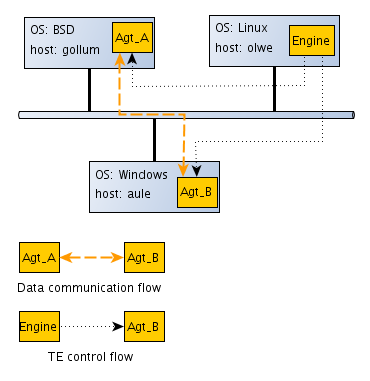 OS: BSD
host: gollum
Agt_A
OS: Linux
host: olwe
Engine
OS: Windows
host: aule
Agt_B
Agt_A
Agt_B
Data communication flow
Engine
Agt_B
TE control flow